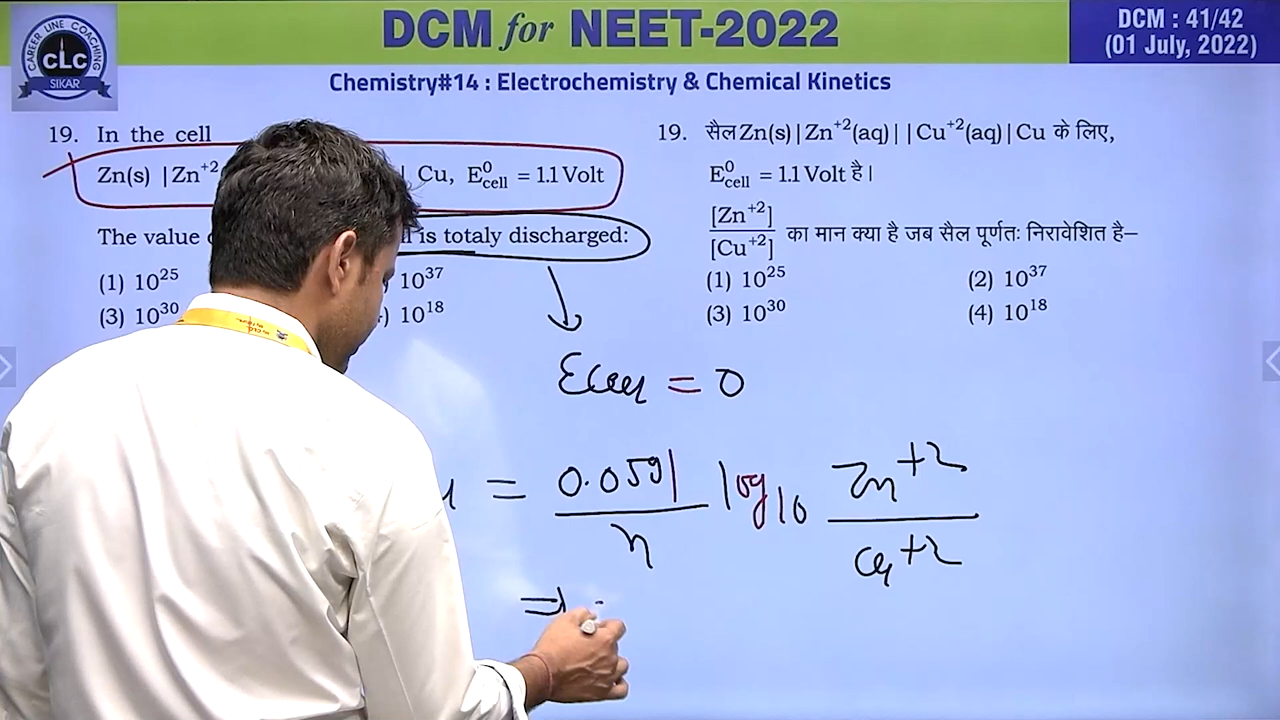 DCM for NEET-2022
DCM : 41/42
(01 July, 2022)
CAREER LINE COACHING
CLC
SIKAR
Chemistry#14 : Electrochemistry & Chemical Kinetics
19. In the cell
Zn(s) |Zn+2 | Cu, E0cell = 1.1 Volt
The value is totaly discharged:
(1) 10^25 10^37
(3) 10^30 ) 10^18
19. सैल Zn(s)|Zn+2(aq)||Cu+2(aq)|Cu के लिए,
E0cell = 1.1 Volt है।
[Zn+2]/[Cu+2] का मान क्या है जब सैल पूर्णतः निरावेशित है–
(1) 10^25 (2) 10^37
(3) 10^30 (4) 10^18
Ecell = 0
= 0.0591/n log10 Zn+2/Cu+2
⇒ 1